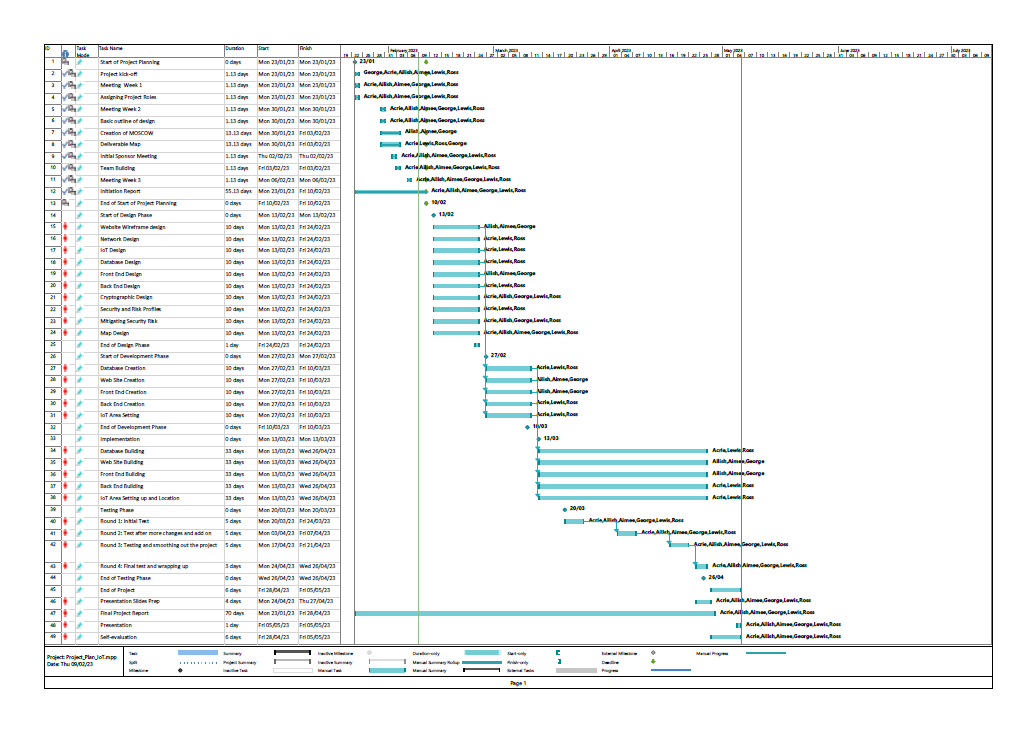 ID Task Mode Task Name Duration Start Finish February 2023 March 2023 April 2023 May 2023 June 2023 July 2023
1 Start of Project Planning 0 days Mon 23/01/23 Mon 23/01/23 23/01
2 Project kick-off 1.13 days Mon 23/01/23 Mon 23/01/23 George,Acrie,Ailish,Aimee,Lewis,Ross
3 Meeting Week 1 1.13 days Mon 23/01/23 Mon 23/01/23 Acrie,Ailish,Aimee,George,Lewis,Ross
4 Assigning Project Roles 1.13 days Mon 23/01/23 Mon 23/01/23 Acrie,Ailish,Aimee,George,Lewis,Ross
5 Meeting Week 2 1.13 days Mon 30/01/23 Mon 30/01/23 Acrie,Ailish,Aimee,George,Lewis,Ross
6 Basic outline of design 1.13 days Mon 30/01/23 Mon 30/01/23 Acrie,Ailish,Aimee,George,Lewis,Ross
7 Creation of MOSCOW 13.13 days Mon 30/01/23 Fri 03/02/23 Ailish,Aimee,George
8 Deliverable Map 13.13 days Mon 30/01/23 Fri 03/02/23 Acrie,Lewis,Ross,George
9 Initial Sponsor Meeting 1.13 days Thu 02/02/23 Thu 02/02/23 Acrie,Ailish,Aimee,George,Lewis,Ross
10 Team Building 1.13 days Fri 03/02/23 Fri 03/02/23 Acrie,Ailish,Aimee,George,Lewis,Ross
11 Meeting Week 3 1.13 days Mon 06/02/23 Mon 06/02/23 Acrie,Ailish,Aimee,George,Lewis,Ross
12 Initiation Report 55.13 days Mon 23/01/23 Fri 10/02/23 Acrie,Ailish,Aimee,George,Lewis,Ross
13 End of Start of Project Planning 0 days Fri 10/02/23 Fri 10/02/23 10/02
14 Start of Design Phase 0 days Mon 13/02/23 Mon 13/02/23 13/02
15 Website Wireframe design 10 days Mon 13/02/23 Fri 24/02/23 Ailish,Aimee,George
16 Network Design 10 days Mon 13/02/23 Fri 24/02/23 Acrie,Lewis,Ross
17 IoT Design 10 days Mon 13/02/23 Fri 24/02/23 Acrie,Lewis,Ross
18 Database Design 10 days Mon 13/02/23 Fri 24/02/23 Acrie,Lewis,Ross
19 Front End Design 10 days Mon 13/02/23 Fri 24/02/23 Ailish,Aimee,George
20 Back End Design 10 days Mon 13/02/23 Fri 24/02/23 Acrie,Lewis,Ross
21 Cryptographic Design 10 days Mon 13/02/23 Fri 24/02/23 Acrie,Ailish,George,Lewis,Ross
22 Security and Risk Profiles 10 days Mon 13/02/23 Fri 24/02/23 Acrie,Lewis,Ross
23 Mitigating Security Risk 10 days Mon 13/02/23 Fri 24/02/23 Acrie,Ailish,George,Lewis,Ross
24 Map Design 10 days Mon 13/02/23 Fri 24/02/23 Acrie,Ailish,Aimee,George,Lewis,Ross
25 End of Design Phase 1 day Fri 24/02/23 Fri 24/02/23
26 Start of Development Phase 0 days Mon 27/02/23 Mon 27/02/23 27/02
27 Database Creation 10 days Mon 27/02/23 Fri 10/03/23 Acrie,Lewis,Ross
28 Web Site Creation 10 days Mon 27/02/23 Fri 10/03/23 Ailish,Aimee,George
29 Front End Creation 10 days Mon 27/02/23 Fri 10/03/23 Ailish,Aimee,George
30 Back End Creation 10 days Mon 27/02/23 Fri 10/03/23 Acrie,Lewis,Ross
31 IoT Area Setting 10 days Mon 27/02/23 Fri 10/03/23 Acrie,Lewis,Ross
32 End of Development Phase 0 days Fri 10/03/23 Fri 10/03/23 10/03
33 Implementation 0 days Mon 13/03/23 Mon 13/03/23 13/03
34 Database Building 33 days Mon 13/03/23 Wed 26/04/23 Acrie,Lewis,Ross
35 Web Site Building 33 days Mon 13/03/23 Wed 26/04/23 Ailish,Aimee,George
36 Front End Building 33 days Mon 13/03/23 Wed 26/04/23 Ailish,Aimee,George
37 Back End Building 33 days Mon 13/03/23 Wed 26/04/23 Acrie,Lewis,Ross
38 IoT Area Setting up and Location 33 days Mon 13/03/23 Wed 26/04/23 Acrie,Lewis,Ross
39 Testing Phase 0 days Mon 20/03/23 Mon 20/03/23 20/03
40 Round 1: Initial Test 5 days Mon 20/03/23 Fri 24/03/23 Acrie,Ailish,Aimee,George,Lewis,Ross
41 Round 2: Test after more changes and add on 5 days Mon 03/04/23 Fri 07/04/23 Acrie,Ailish,Aimee,George,Lewis,Ross
42 Round 3: Testing and smoothing out the project 5 days Mon 17/04/23 Fri 21/04/23 Acrie,Ailish,Aimee,George,Lewis,Ross
43 Round 4: Final test and wrapping up 3 days Mon 24/04/23 Wed 26/04/23 Acrie,Ailish,Aimee,George,Lewis,Ross
44 End of Testing Phase 0 days Wed 26/04/23 Wed 26/04/23 26/04
45 End of Project 6 days Fri 28/04/23 Fri 05/05/23
46 Presentation Slides Prep 4 days Mon 24/04/23 Thu 27/04/23 Acrie,Ailish,Aimee,George,Lewis,Ross
47 Final Project Report 70 days Mon 23/01/23 Fri 28/04/23 Acrie,Ailish,Aimee,George,Lewis,Ross
48 Presentation 1 day Fri 05/05/23 Fri 05/05/23 Acrie,Ailish,Aimee,George,Lewis,Ross
49 Self-evaluation 6 days Fri 28/04/23 Fri 05/05/23 Acrie,Ailish,Aimee,George,Lewis,Ross
Project: Project_Plan_IoT.mpp
Date: Thu 09/02/23
Task Summary Inactive Milestone Duration-only Start-only External Milestone Manual Progress
Split Project Summary Inactive Summary Manual Summary Rollup Finish-only Deadline
Milestone Inactive Task Manual Task Manual Summary External Tasks Progress
Page 1